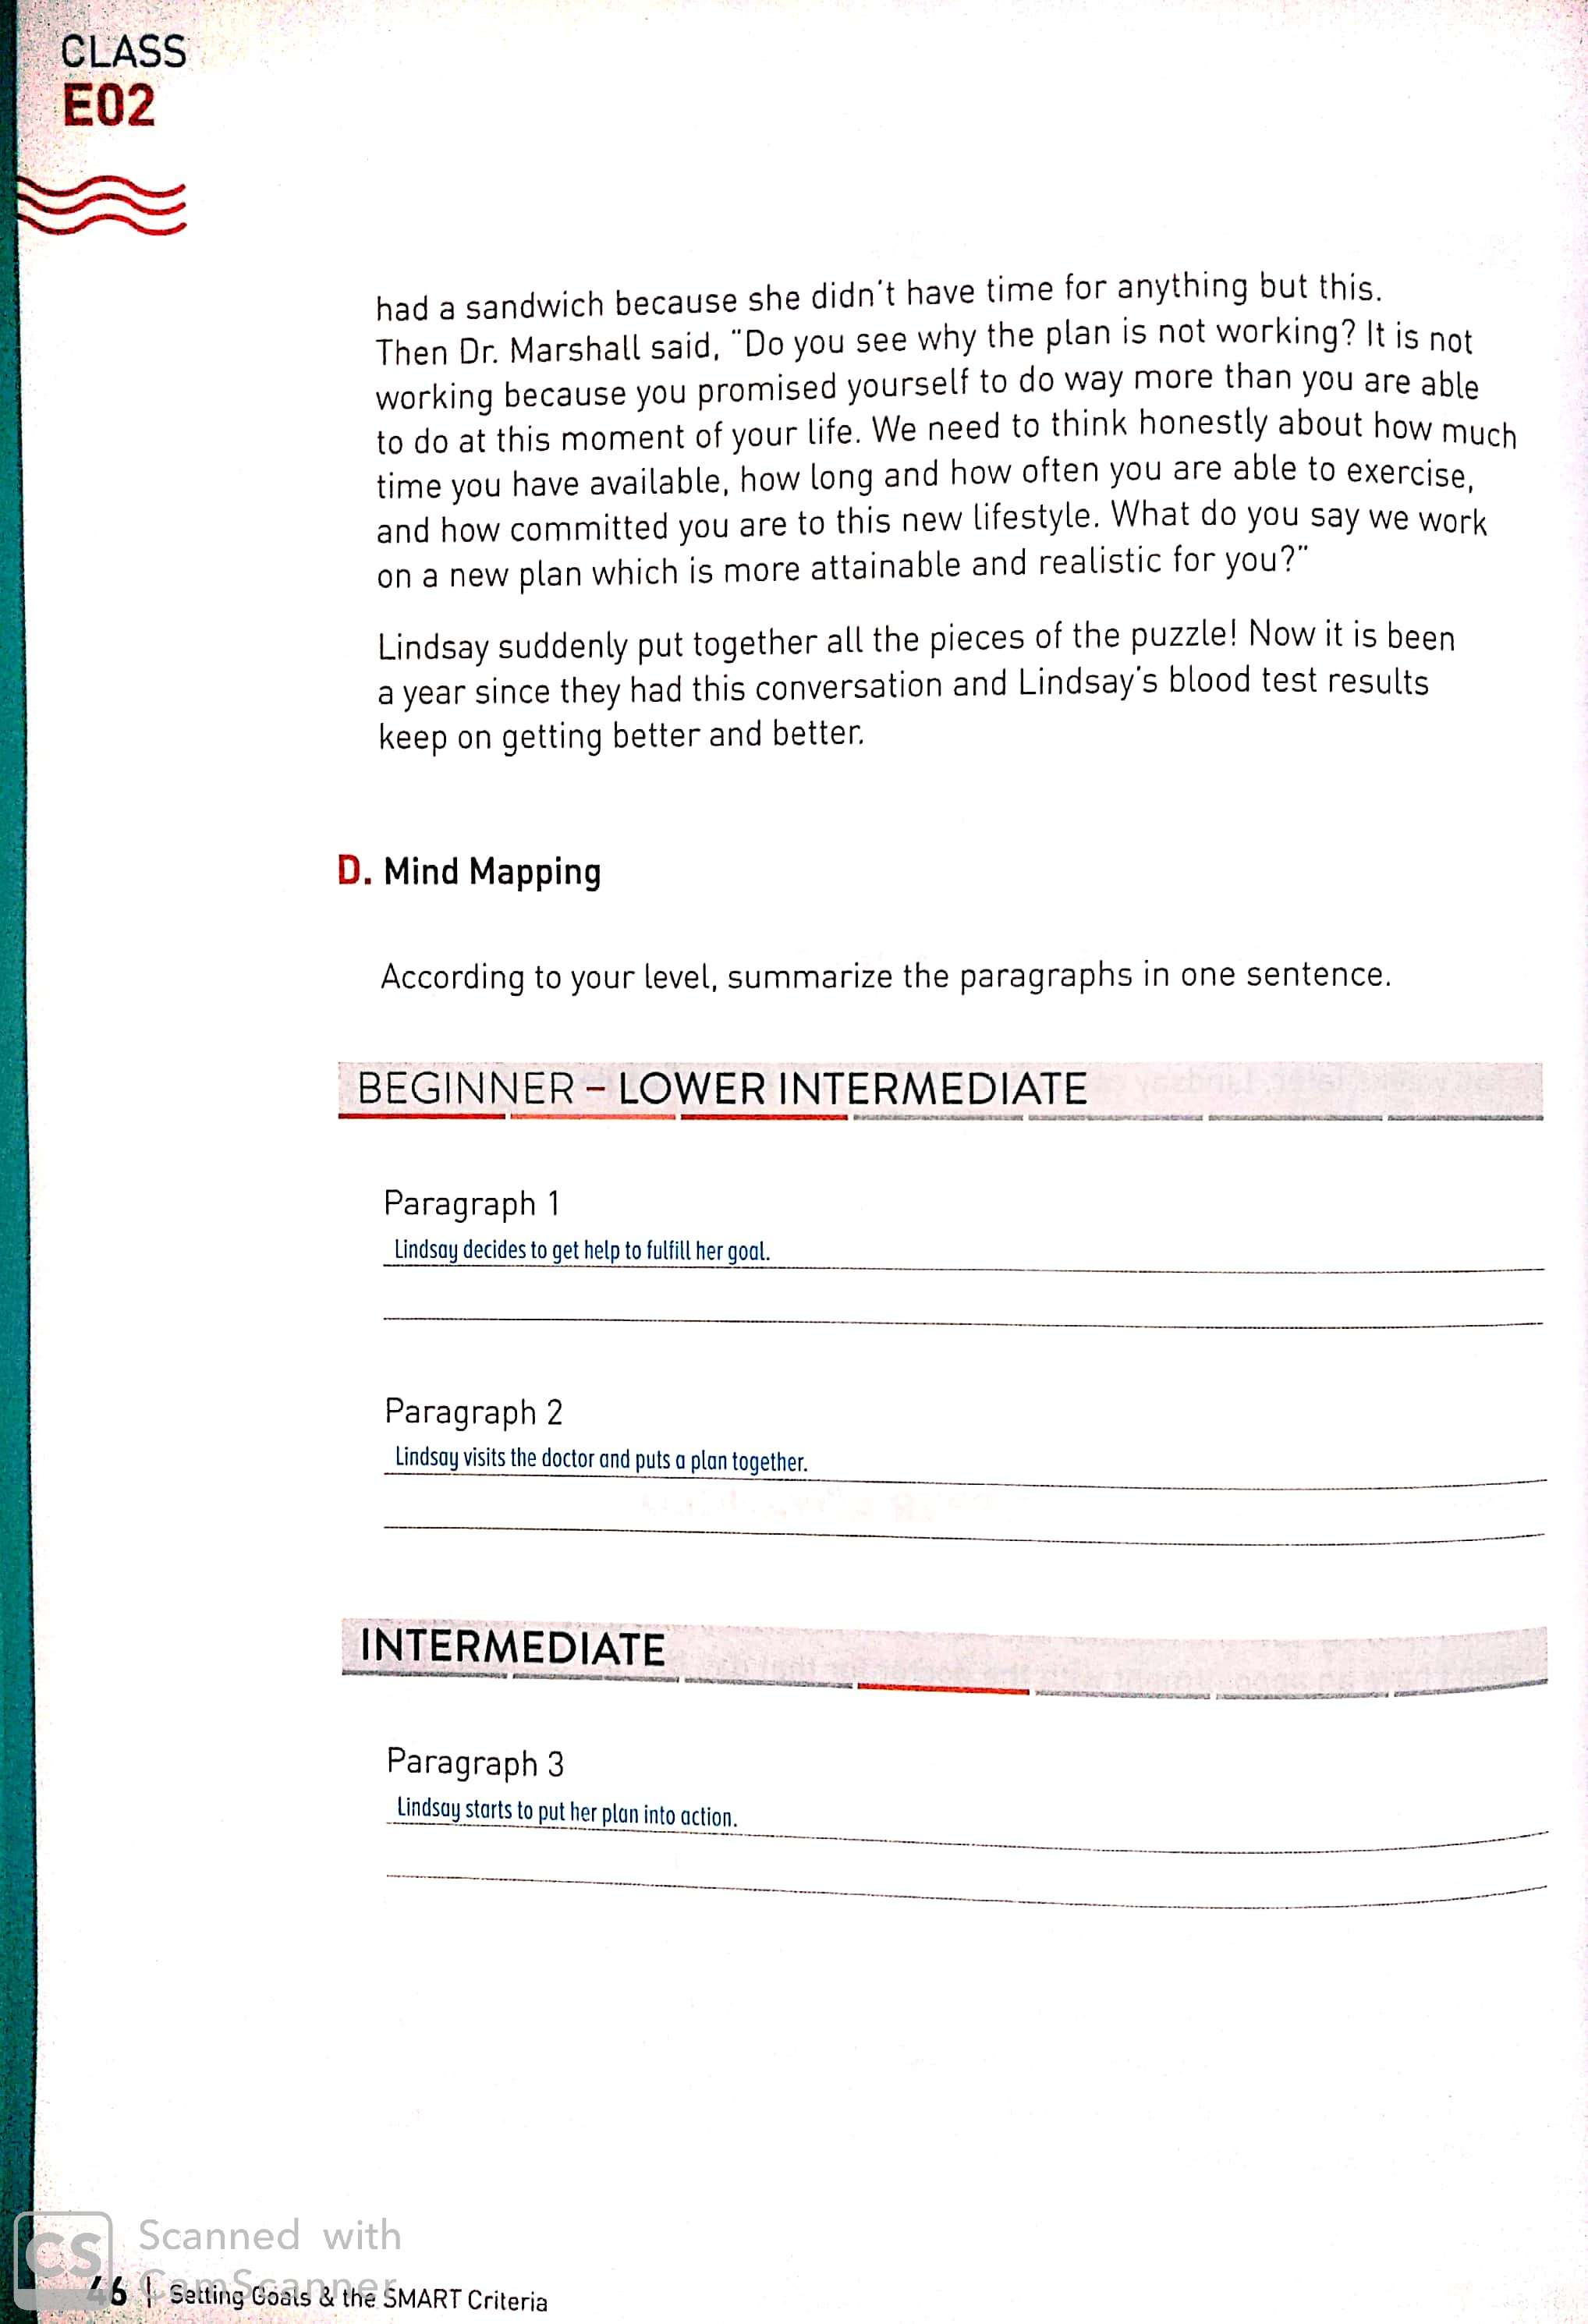 CLASS
E02
had a sandwich because she didn't have time for anything but this.
Then Dr. Marshall said, "Do you see why the plan is not working? It is not
working because you promised yourself to do way more than you are able
to do at this moment of your life. We need to think honestly about how much
time you have available, how long and how often you are able to exercise,
and how committed you are to this new lifestyle. What do you say we work
on a new plan which is more attainable and realistic for you?"
Lindsay suddenly put together all the pieces of the puzzle! Now it is been
a year since they had this conversation and Lindsay's blood test results
keep on getting better and better.
D. Mind Mapping
According to your level, summarize the paragraphs in one sentence.
BEGINNER – LOWER INTERMEDIATE
Paragraph 1
Lindsay decides to get help to fulfill her goal.
Paragraph 2
Lindsay visits the doctor and puts a plan together.
INTERMEDIATE
Paragraph 3
Lindsay starts to put her plan into action.
CS
Scanned with
CamScanner
46 | Setting Goals & the SMART Criteria